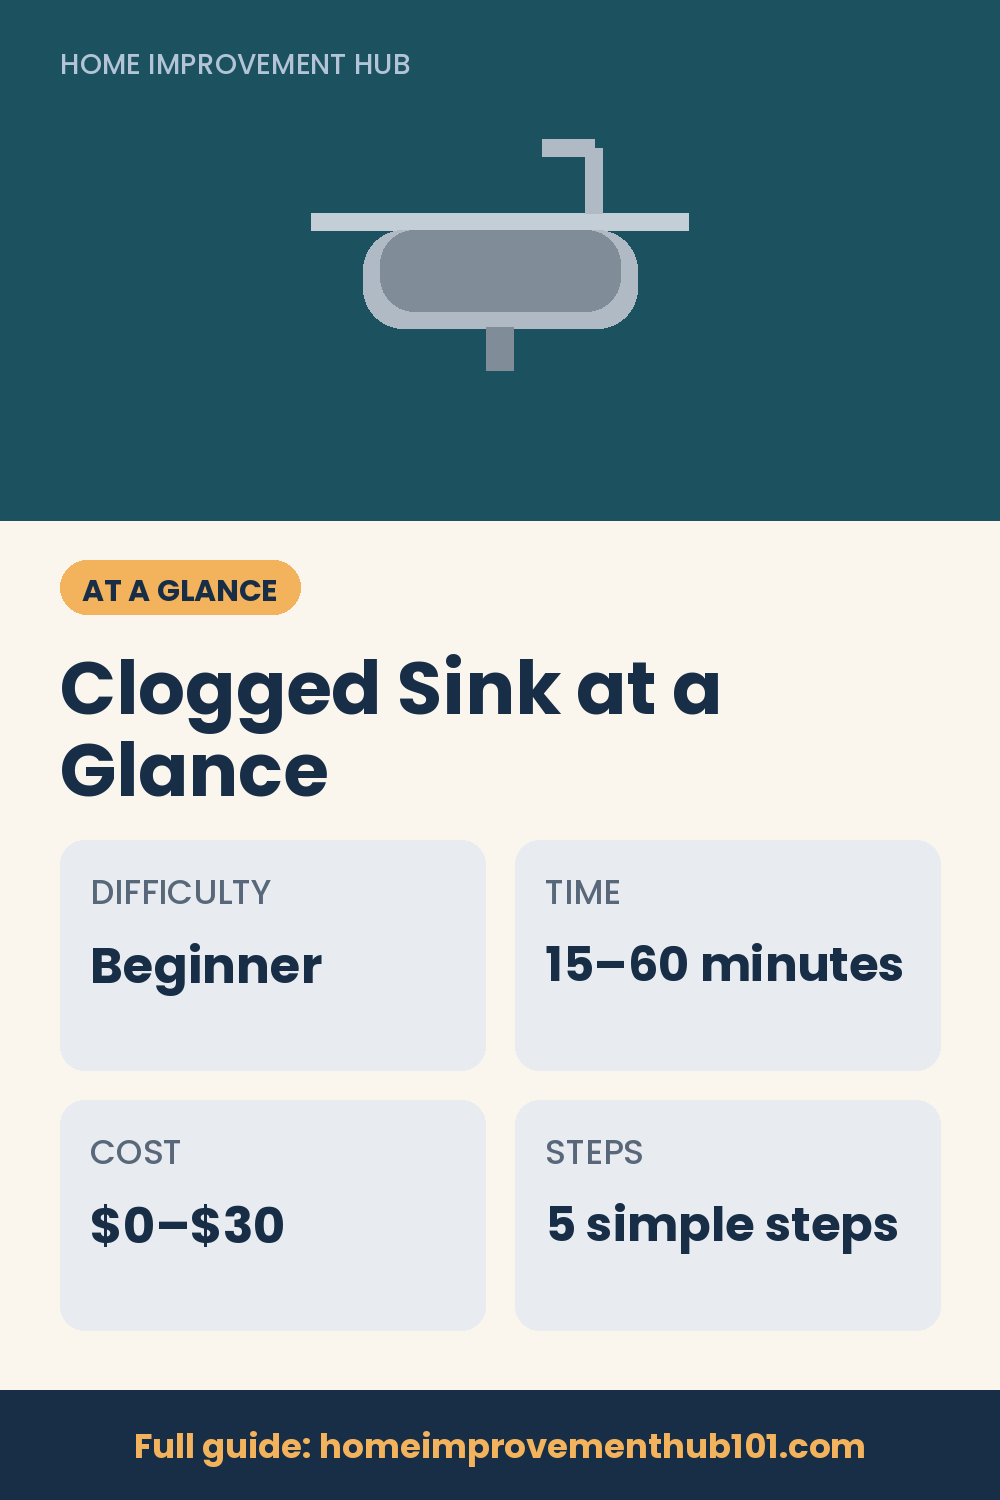 HOME IMPROVEMENT HUB
AT A GLANCE
Clogged Sink at a
Glance
DIFFICULTY
Beginner
TIME
15–60 minutes
COST
$0–$30
STEPS
5 simple steps
Full guide: homeimprovementhub101.com